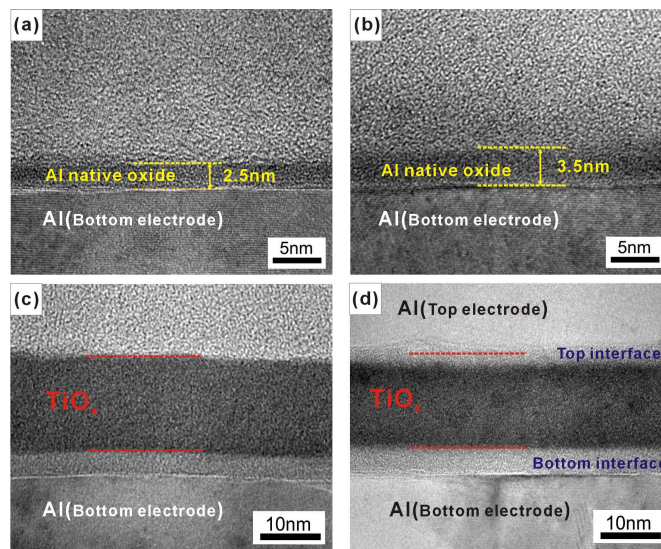 (a)
Al native oxide
2.5nm
Al(Bottom electrode)
5nm
(b)
Al native oxide
3.5nm
Al(Bottom electrode)
5nm
(c)
TiOx
Al(Bottom electrode)
10nm
(d)
Al(Top electrode)
Top interface
TiOx
Bottom interface
Al(Bottom electrode)
10nm